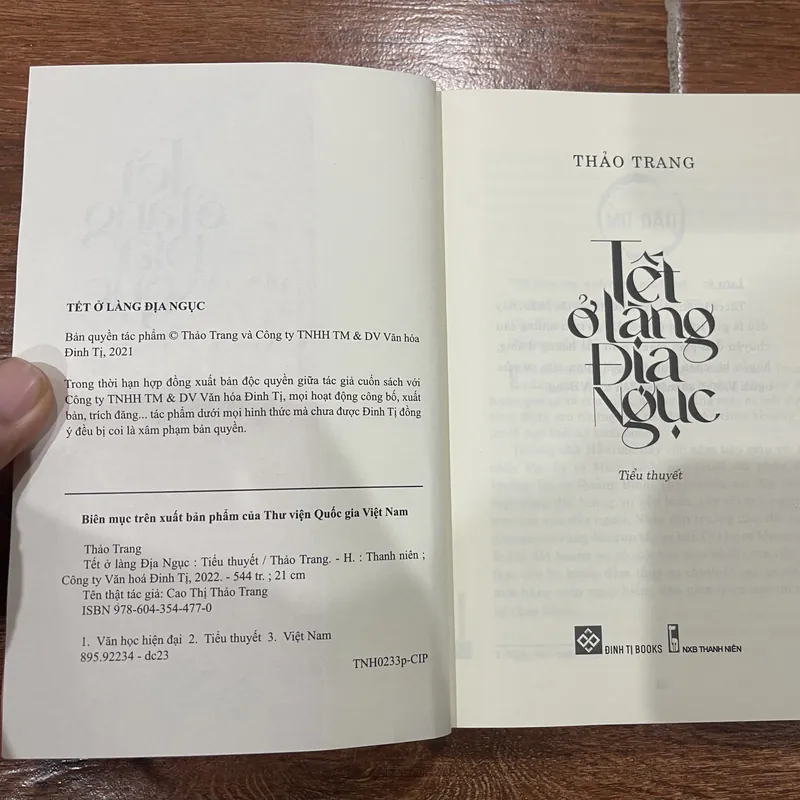 TẾT Ở LÀNG ĐỊA NGỤC
Bản quyền tác phẩm © Thảo Trang và Công ty TNHH TM & DV Văn hóa
Đinh Tị, 2021
Trong thời hạn hợp đồng xuất bản độc quyền giữa tác giả cuốn sách với
Công ty TNHH TM & DV Văn hóa Đinh Tị, mọi hoạt động công bố, xuất
bản, trích đăng... tác phẩm dưới mọi hình thức mà chưa được Đinh Tị đồng
ý đều bị coi là xâm phạm bản quyền.
Biên mục trên xuất bản phẩm của Thư viện Quốc gia Việt Nam
Thảo Trang
Tết ở làng Địa Ngục : Tiểu thuyết / Thảo Trang. - H. : Thanh niên ;
Công ty Văn hoá Đinh Tị, 2022. - 544 tr. ; 21 cm
Tên thật tác giả: Cao Thị Thảo Trang
ISBN 978-604-354-477-0
1. Văn học hiện đại 2. Tiểu thuyết 3. Việt Nam
895.92234 - dc23
TNH0233p-CIP
THẢO TRANG
Tết
ở làng
Địa
Ngục
Tiểu thuyết
ĐINH TỊ BOOKS NXB THANH NIÊN